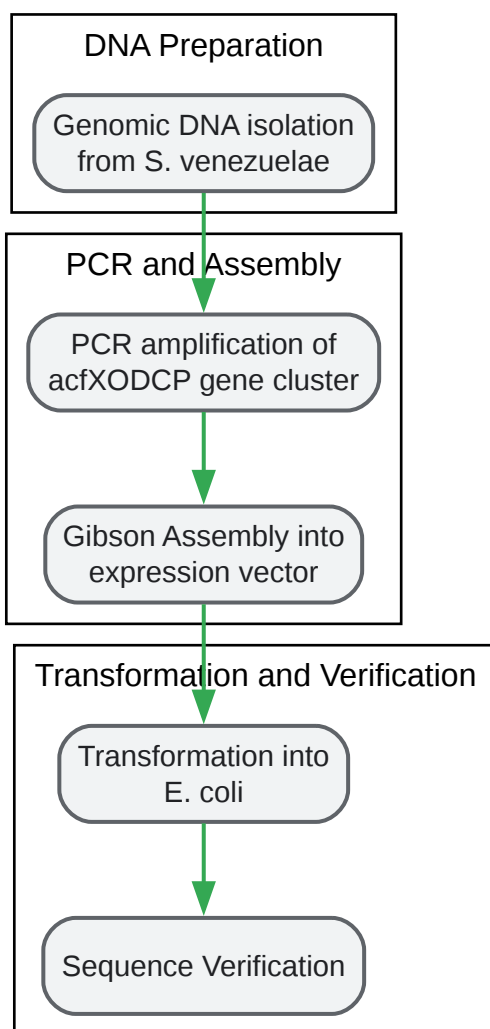 DNA Preparation
Genomic DNA isolation
from S. venezuelae
PCR and Assembly
PCR amplification of
acfXODCP gene cluster
Gibson Assembly into
expression vector
Transformation and Verification
Transformation into
E. coli
Sequence Verification